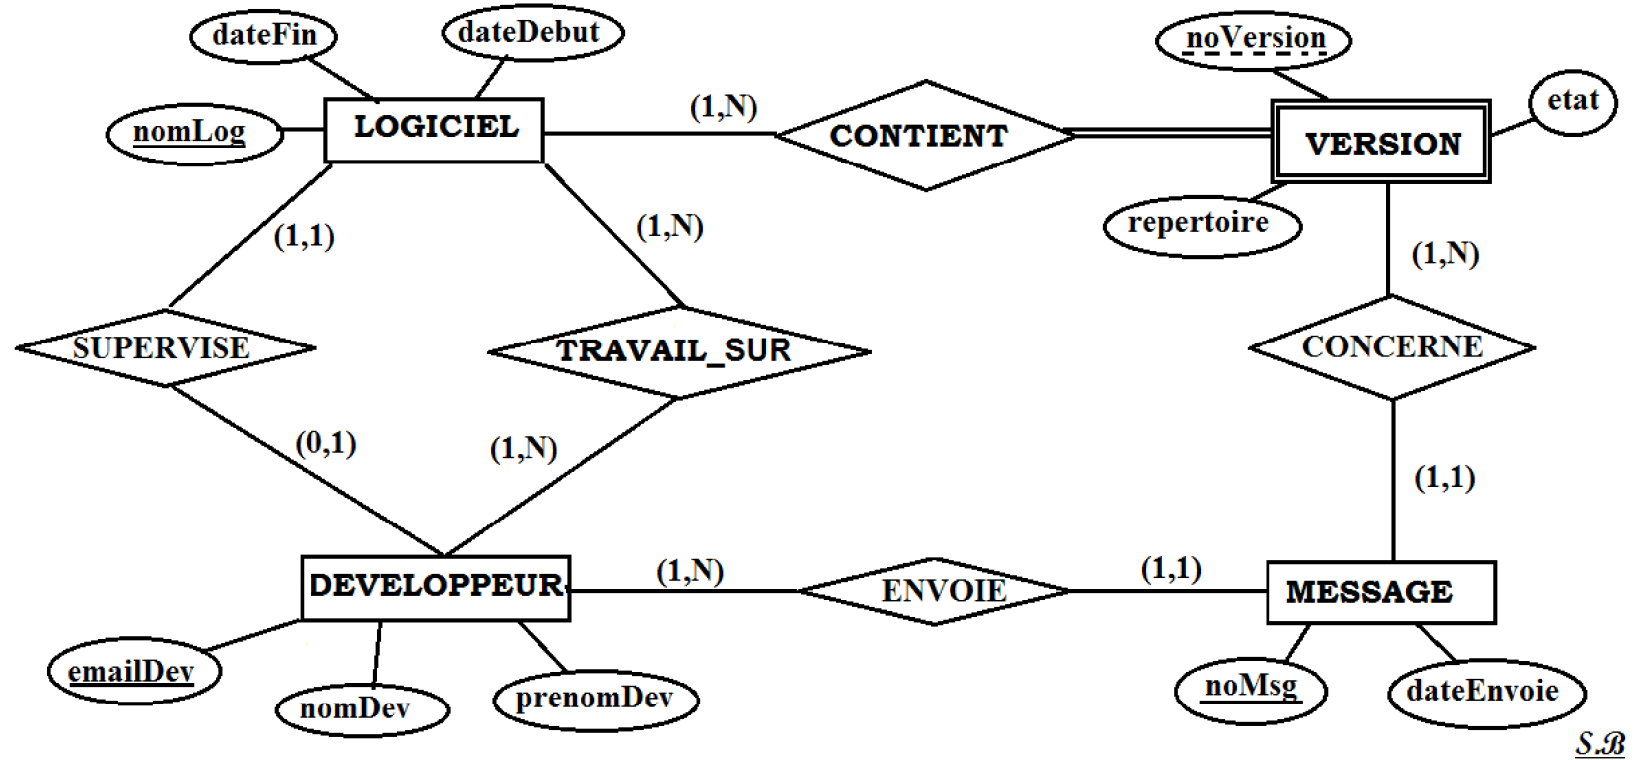 dateFin
dateDebut
noVersion
etat
(1,N)
nomLog
LOGICIEL
CONTIENT
VERSION
repertoire
(1,1)
(1,N)
(1,N)
SUPERVISE
TRAVAIL_SUR
CONCERNE
(0,1)
(1,N)
(1,1)
DEVELOPPEUR
(1,N)
ENVOIE
(1,1)
MESSAGE
emailDev
nomDev
prenomDev
noMsg
dateEnvoie
S.B